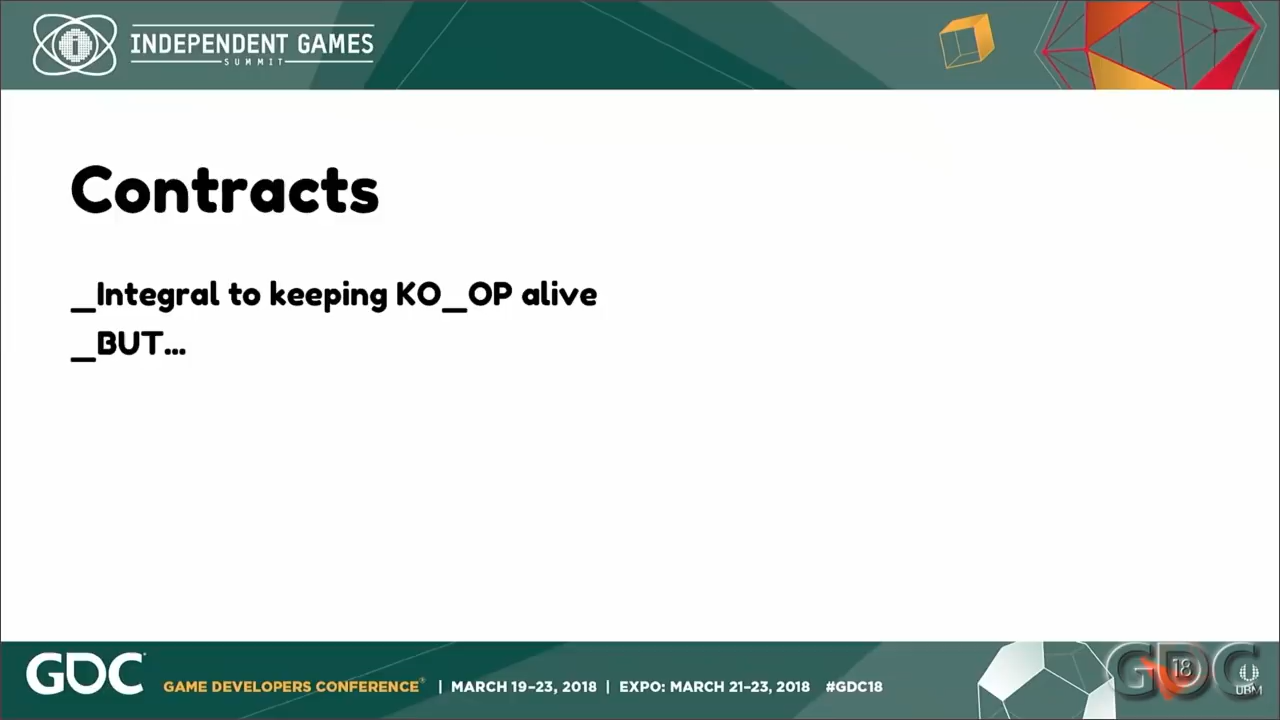 INDEPENDENT GAMES
SUMMIT
Contracts
_Integral to keeping KO_OP alive
_BUT...
GDC GAME DEVELOPERS CONFERENCE® | MARCH 19–23, 2018 | EXPO: MARCH 21–23, 2018 #GDC18
GDC 18
UBM